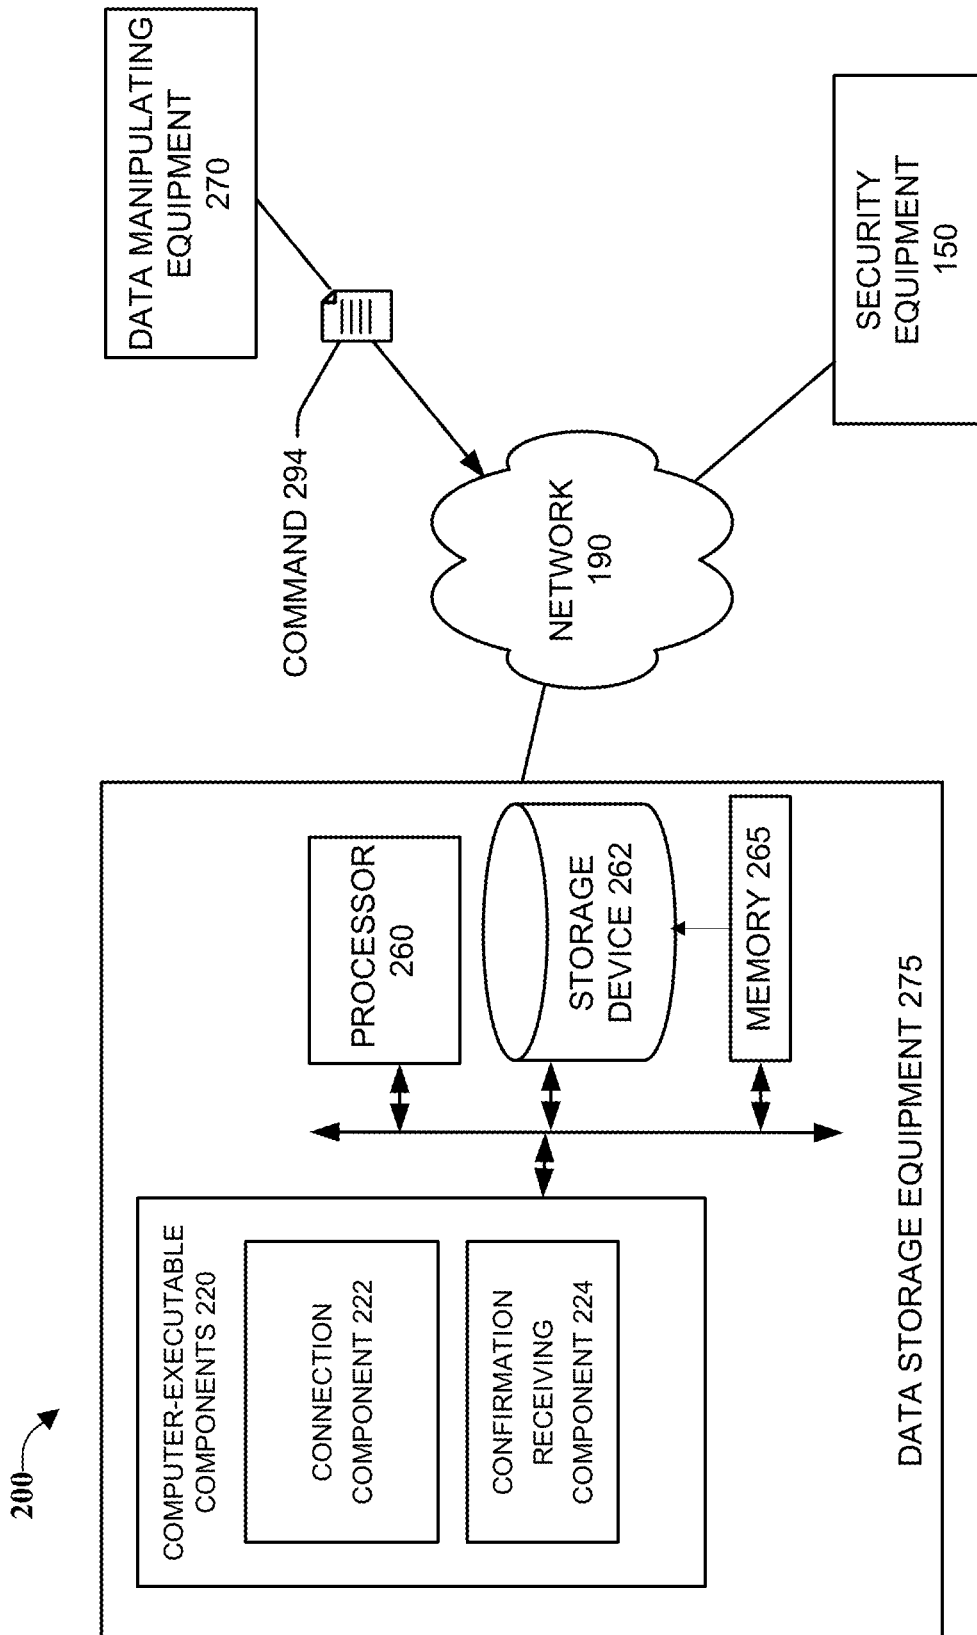 200
COMPUTER-EXECUTABLE
COMPONENTS 220
CONNECTION
COMPONENT 222
CONFIRMATION
RECEIVING
COMPONENT 224
PROCESSOR
260
STORAGE
DEVICE 262
MEMORY 265
DATA STORAGE EQUIPMENT 275
COMMAND 294
NETWORK
190
DATA MANIPULATING
EQUIPMENT
270
SECURITY
EQUIPMENT
150